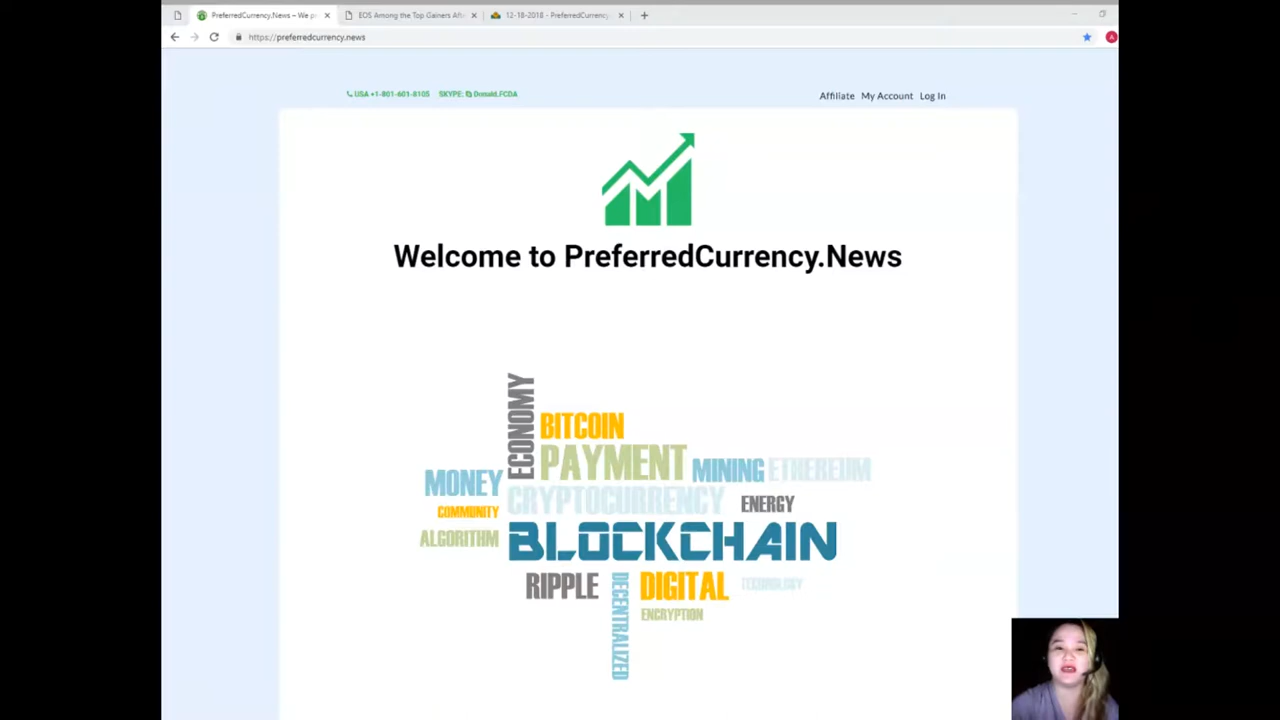 PreferredCurrency.News – We p
EOS Among the Top Gainers Aft
12-18-2018 - PreferredCurrency
https://preferredcurrency.news
A
USA +1-801-601-8105 SKYPE: Donald.FCDA
Affiliate My Account Log In
Welcome to PreferredCurrency.News
ECONOMY
BITCOIN
PAYMENT
MONEY
MINING ETHEREUM
CRYPTOCURRENCY
ENERGY
COMMUNITY
ALGORITHM
BLOCKCHAIN
RIPPLE
DECENTRALIZED
DIGITAL
TECHNOLOGY
ENCRYPTION